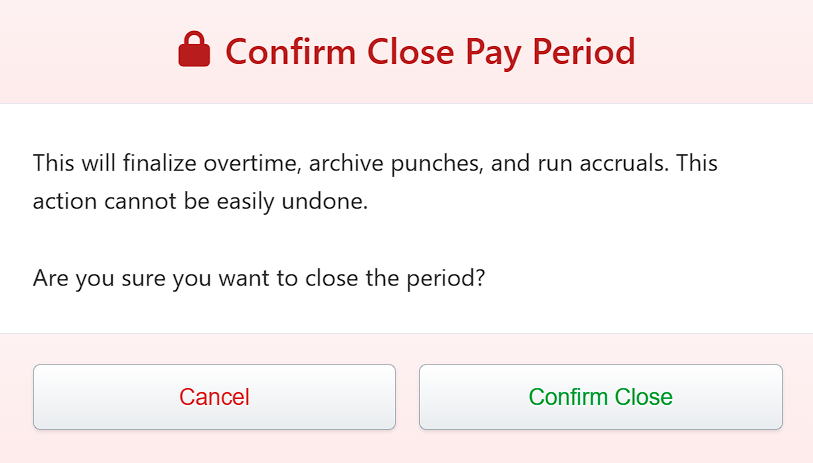 Confirm Close Pay Period
This will finalize overtime, archive punches, and run accruals. This
action cannot be easily undone.
Are you sure you want to close the period?
Cancel
Confirm Close